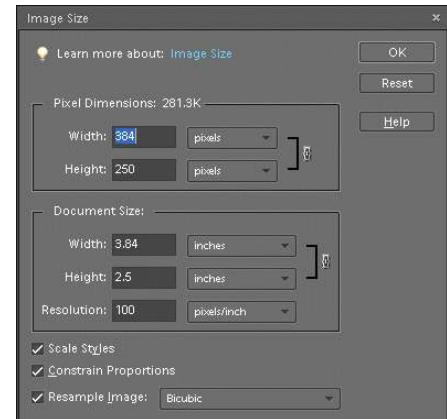 Image Size
Learn more about: Image Size
OK
Reset
Help
Pixel Dimensions: 281.3K
Width: 384 pixels
Height: 250 pixels
Document Size:
Width: 3.84 inches
Height: 2.5 inches
Resolution: 100 pixels/inch
Scale Styles
Constrain Proportions
Resample Image: Bicubic